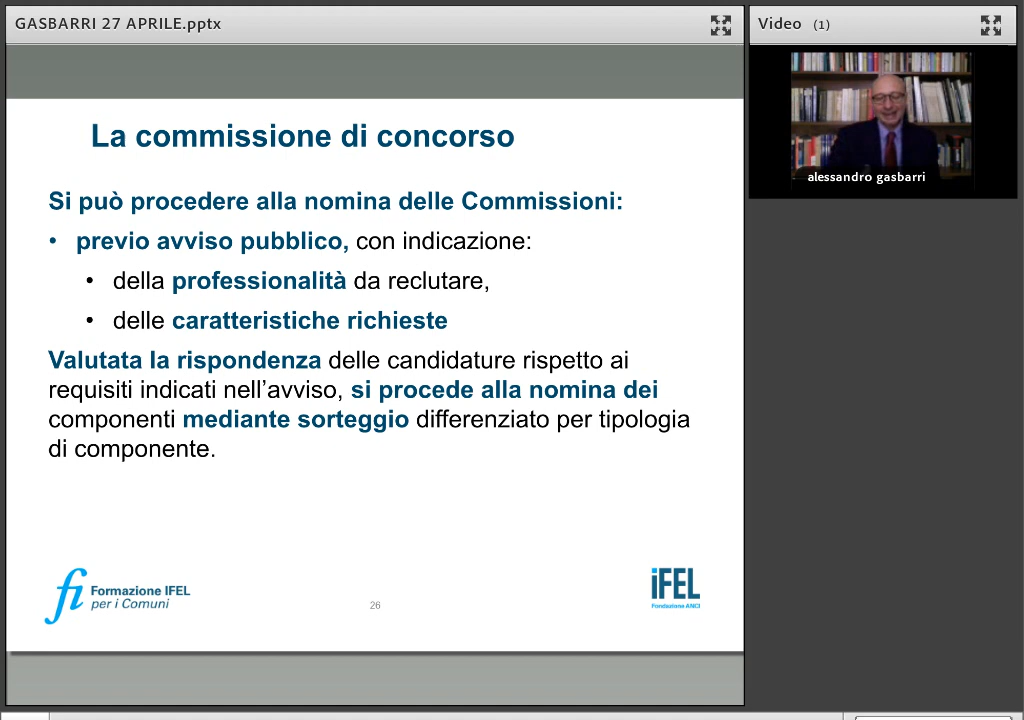 GASBARRI 27 APRILE.pptx
Video (1)
alessandro gasbarri
La commissione di concorso
Si può procedere alla nomina delle Commissioni:
• previo avviso pubblico, con indicazione:
• della professionalità da reclutare,
• delle caratteristiche richieste
Valutata la rispondenza delle candidature rispetto ai
requisiti indicati nell’avviso, si procede alla nomina dei
componenti mediante sorteggio differenziato per tipologia
di componente.
fi Formazione IFEL
per i Comuni
26
iFEL
Fondazione ANCI